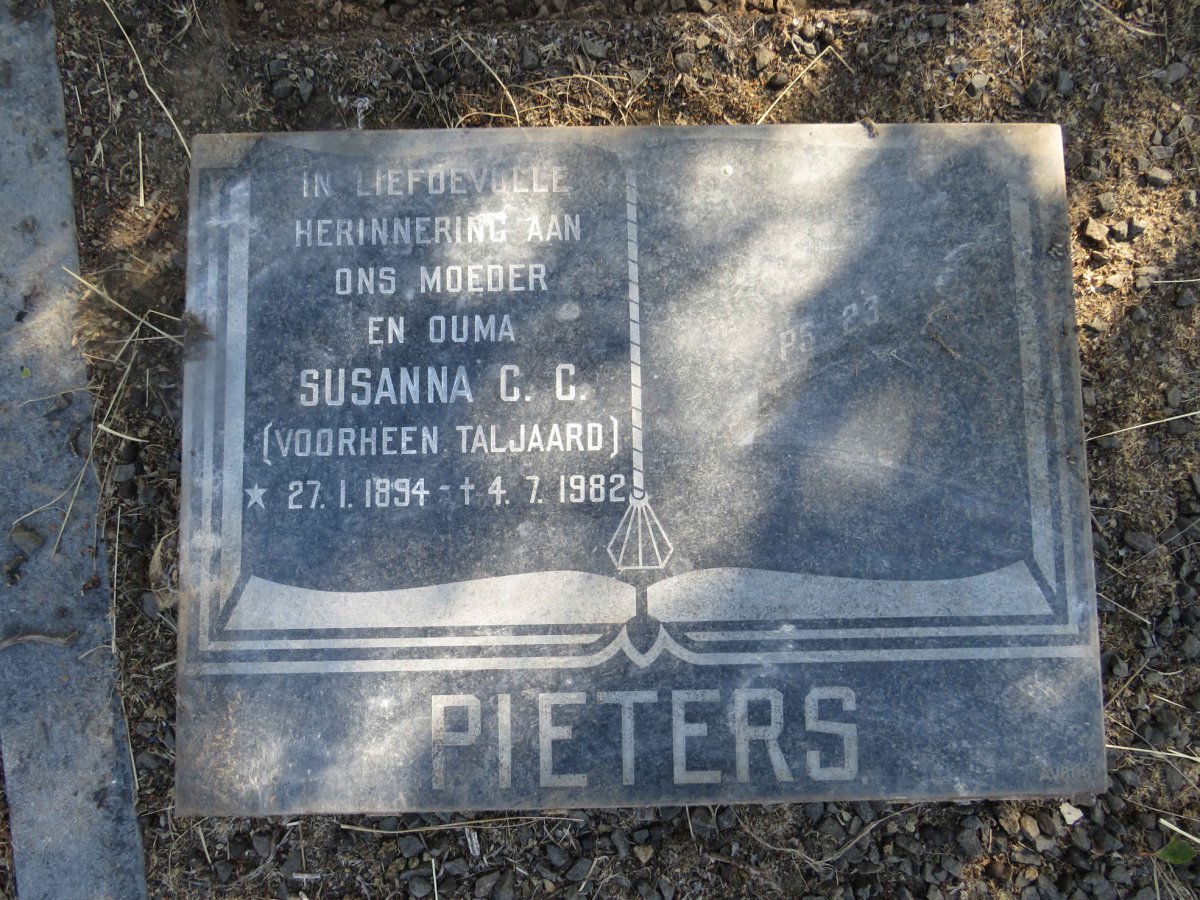 IN LIEFDEVOLLE
HERINNERING AAN
ONS MOEDER
EN OUMA
SUSANNA C. C.
(VOORHEEN TALJAARD)
☆ 27. 1. 1894 - † 4. 7. 1982
PS. 23
PIETERS